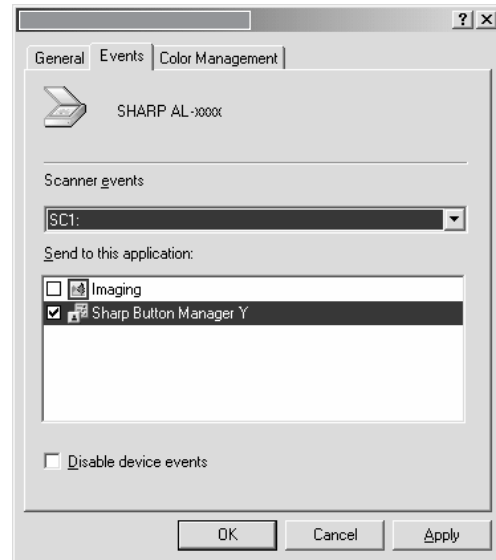 General Events Color Management
SHARP AL-xxxx
Scanner events
SC1:
Send to this application:
Imaging
Sharp Button Manager Y
Disable device events
OK Cancel Apply